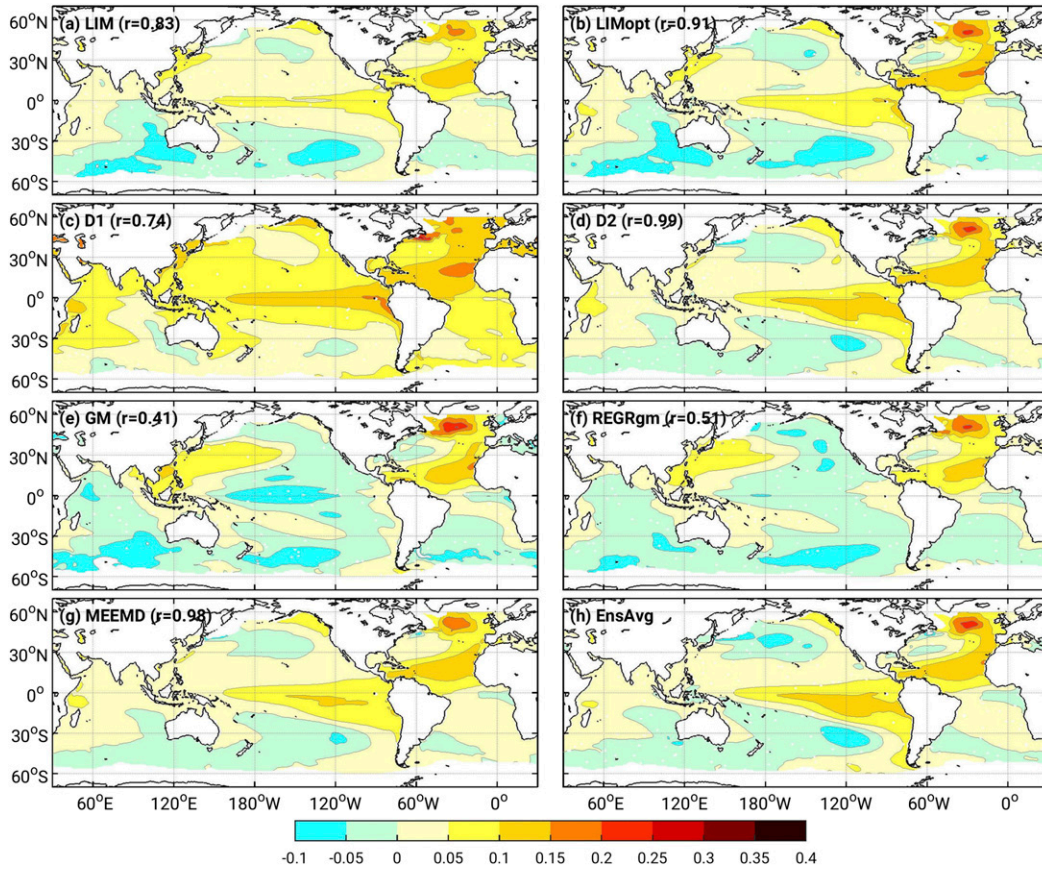 (a) LIM (r=0.83)
(b) LIMopt (r=0.91)
60°N
30°N
0°
30°S
60°S
(c) D1 (r=0.74)
(d) D2 (r=0.99)
60°N
30°N
0°
30°S
60°S
(e) GM (r=0.41)
(f) REGRgm (r=0.51)
60°N
30°N
0°
30°S
60°S
(g) MEEMD (r=0.98)
(h) EnsAvg
60°N
30°N
0°
30°S
60°S
60°E 120°E 180°W 120°W 60°W 0°
60°E 120°E 180°W 120°W 60°W 0°
-0.1 -0.05 0 0.05 0.1 0.15 0.2 0.25 0.3 0.35 0.4